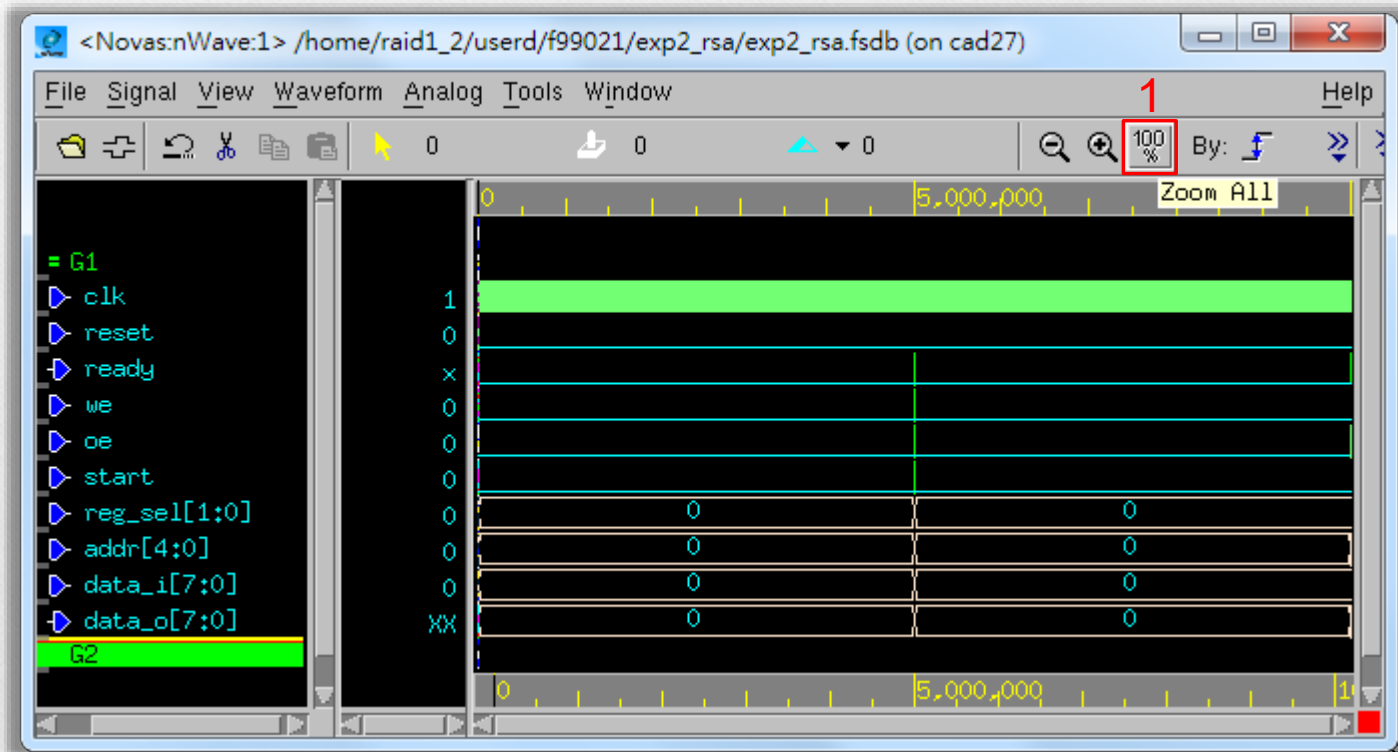 <Novas:nWave:1> /home/raid1_2/userd/f99021/exp2_rsa/exp2_rsa.fsdb (on cad27)
File Signal View Waveform Analog Tools Window Help
1
0 0 0 100 % By:
Zoom All
0 5,000,000
= G1
clk 1
reset 0
ready x
we 0
oe 0
start 0
reg_sel[1:0] 0 0 0
addr[4:0] 0 0 0
data_i[7:0] 0 0 0
data_o[7:0] XX 0 0
G2
0 5,000,000